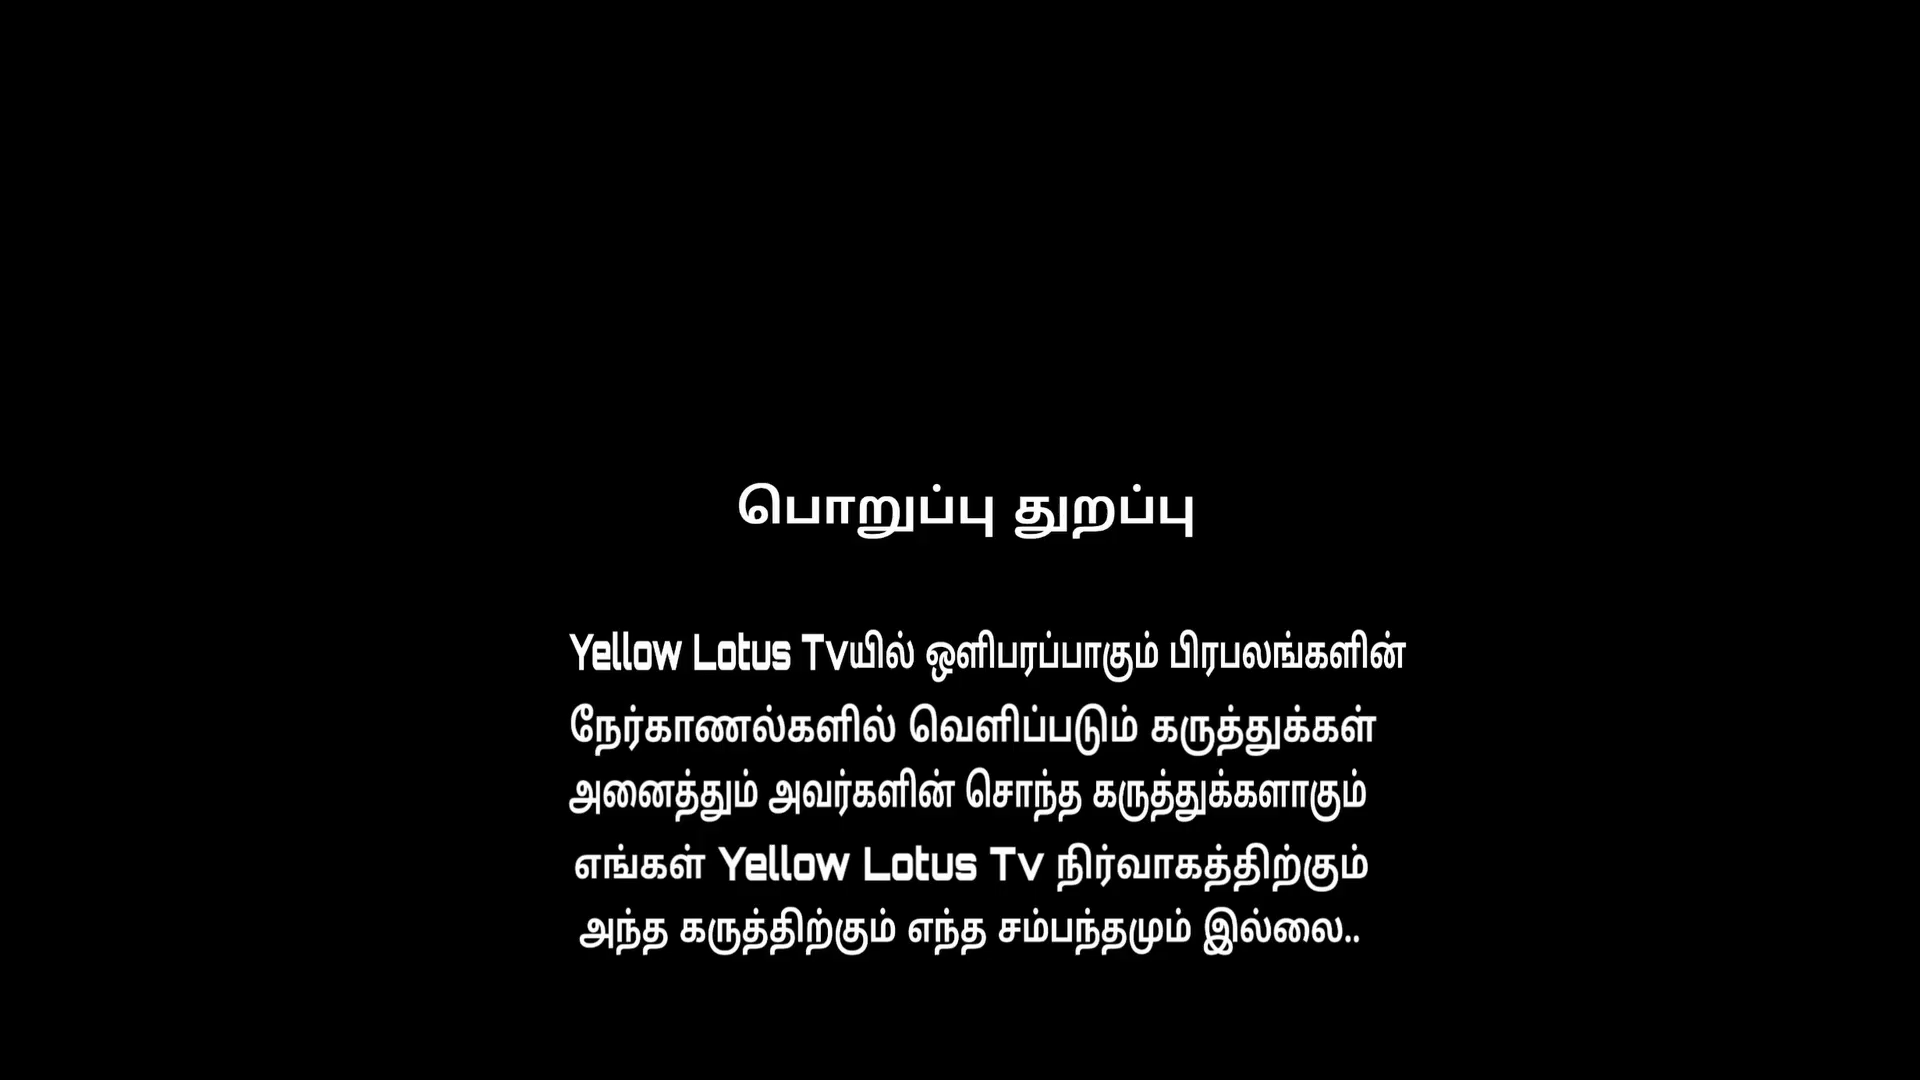 பொறுப்பு துறப்பு
Yellow Lotus Tvயில் ஒளிபரப்பாகும் பிரபலங்களின்
நேர்காணல்களில் வெளிப்படும் கருத்துக்கள்
அனைத்தும் அவர்களின் சொந்த கருத்துக்களாகும்
எங்கள் Yellow Lotus Tv நிர்வாகத்திற்கும்
அந்த கருத்திற்கும் எந்த சம்பந்தமும் இல்லை..